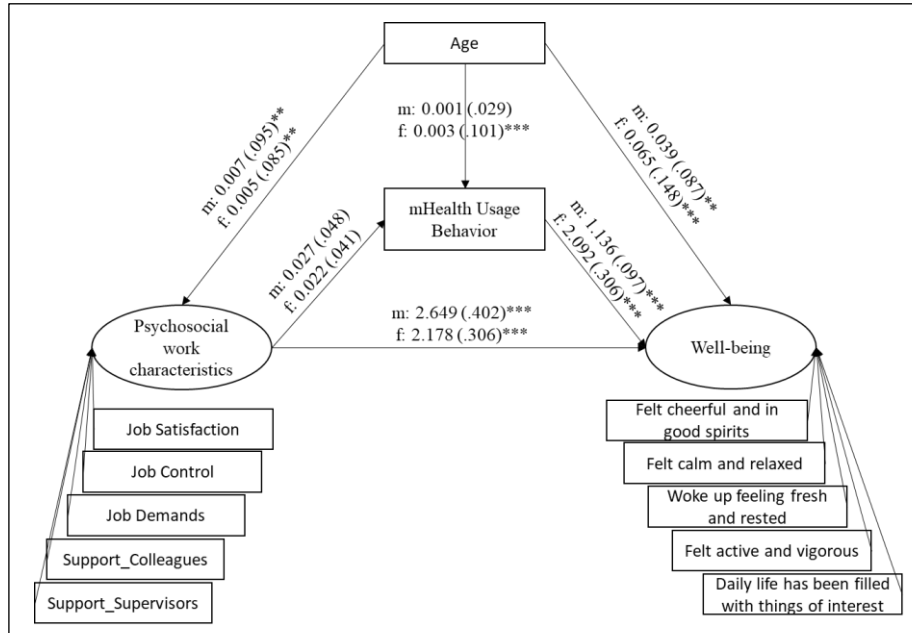 Age
m: 0.001 (.029)
f: 0.003 (.101)***
m: 0.007 (.095)**
f: 0.005 (.085)**
m: 0.039 (.087)**
f: 0.065 (.148)***
mHealth Usage
Behavior
m: 0.027 (.048)
f: 0.022 (.041)
m: 1.136 (.097)***
f: 2.092 (.306)***
m: 2.649 (.402)***
f: 2.178 (.306)***
Psychosocial
work
characteristics
Well-being
Job Satisfaction
Job Control
Job Demands
Support_Colleagues
Support_Supervisors
Felt cheerful and in
good spirits
Felt calm and relaxed
Woke up feeling fresh
and rested
Felt active and vigorous
Daily life has been filled
with things of interest